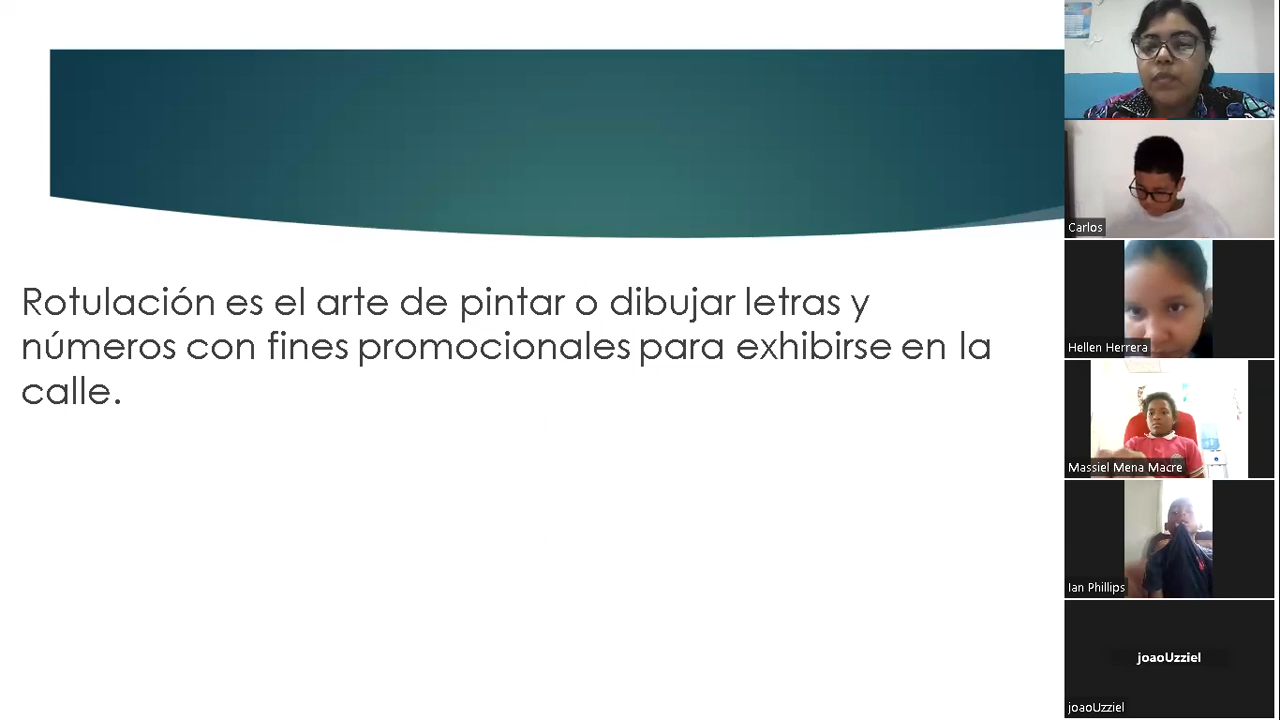 Rotulación es el arte de pintar o dibujar letras y
números con fines promocionales para exhibirse en la
calle.
Carlos
Hellen Herrera
Massiel Mena Macre
Ian Phillips
joaoUzziel
joaoUzziel